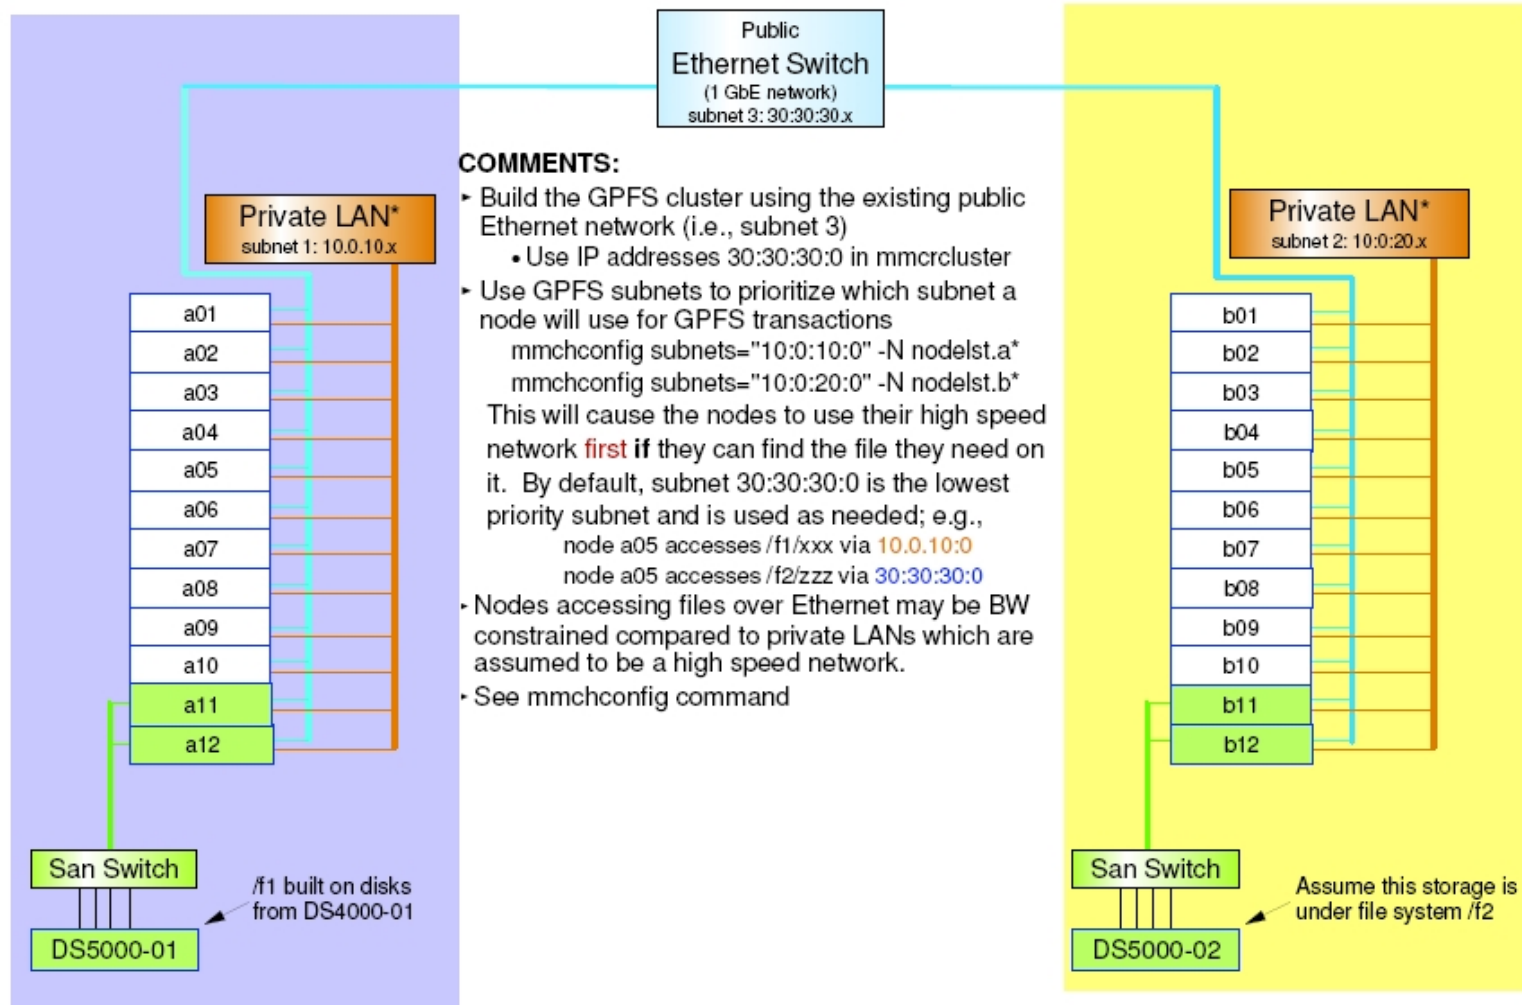 Public
Ethernet Switch
(1 GbE network)
subnet 3: 30:30:30.x
Private LAN*
subnet 1: 10.0.10.x
a01
a02
a03
a04
a05
a06
a07
a08
a09
a10
a11
a12
San Switch
DS5000-01
/f1 built on disks
from DS4000-01
COMMENTS:
▸ Build the GPFS cluster using the existing public
Ethernet network (i.e., subnet 3)
• Use IP addresses 30:30:30:0 in mmcrcluster
▸ Use GPFS subnets to prioritize which subnet a
node will use for GPFS transactions
mmchconfig subnets="10:0:10:0" -N nodelst.a*
mmchconfig subnets="10:0:20:0" -N nodelst.b*
This will cause the nodes to use their high speed
network first if they can find the file they need on
it. By default, subnet 30:30:30:0 is the lowest
priority subnet and is used as needed; e.g.,
node a05 accesses /f1/xxx via 10.0.10:0
node a05 accesses /f2/zzz via 30:30:30:0
▸ Nodes accessing files over Ethernet may be BW
constrained compared to private LANs which are
assumed to be a high speed network.
▸ See mmchconfig command
Private LAN*
subnet 2: 10:0:20.x
b01
b02
b03
b04
b05
b06
b07
b08
b09
b10
b11
b12
San Switch
DS5000-02
Assume this storage is
under file system /f2